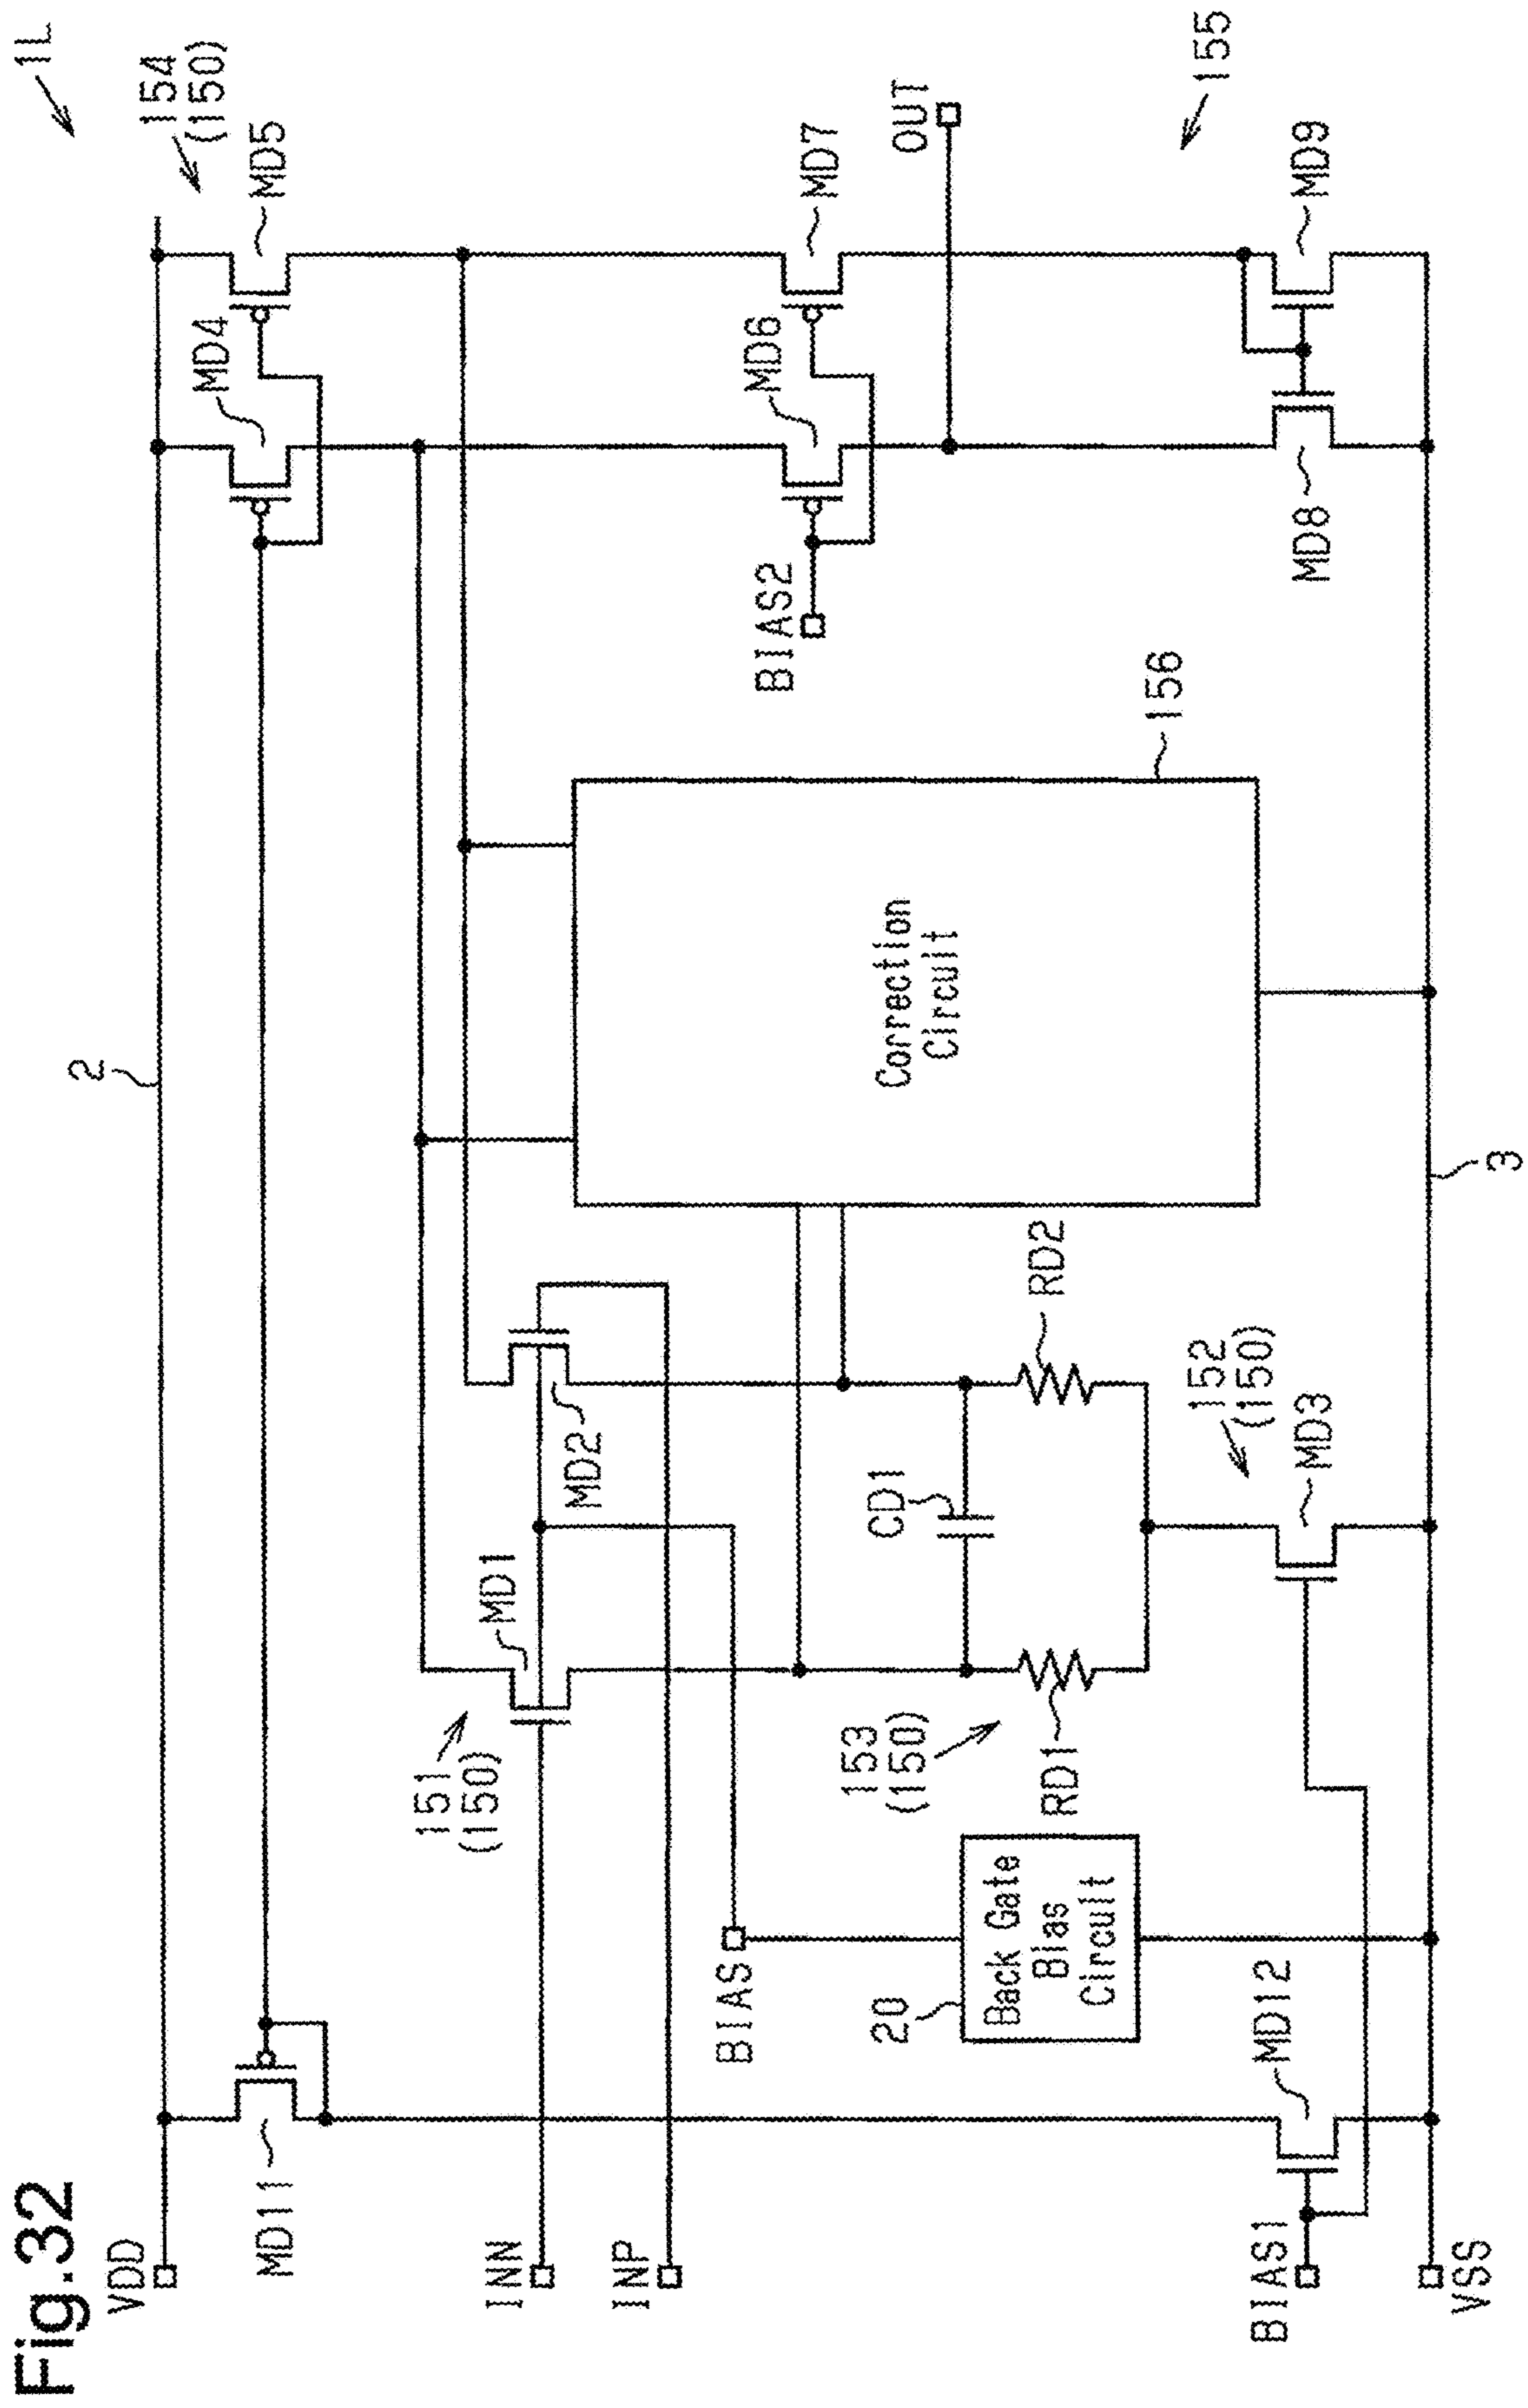 Fig.32
1L
VDD
2
154
(150)
MD11
MD4
MD5
INN
151
(150)
MD1
MD2
INP
BIAS
BIAS2
MD6
MD7
OUT
20
Back Gate
Bias
Circuit
153
(150)
CD1
RD1
RD2
Correction
Circuit
156
152
(150)
155
BIAS1
MD12
MD3
MD8
MD9
VSS
3